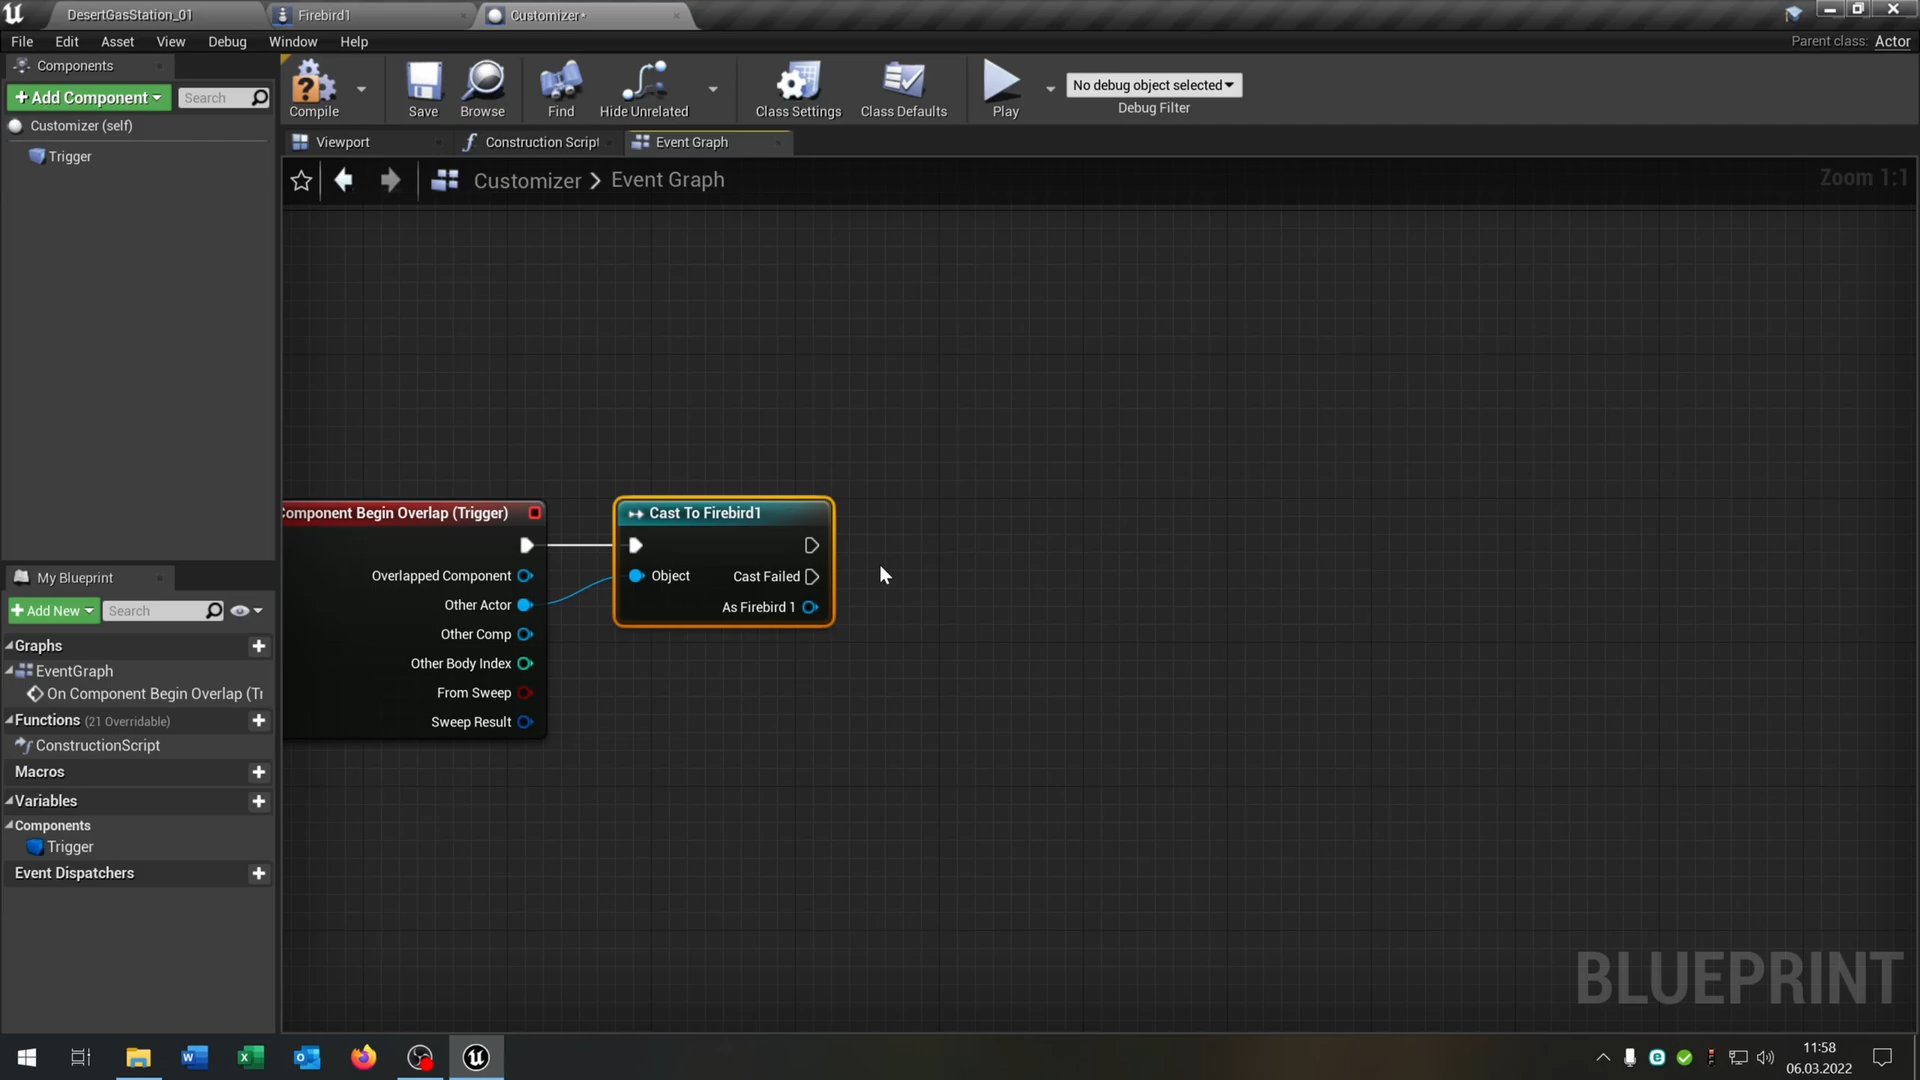 DesertGasStation_01
Firebird1
Customizer*
File Edit Asset View Debug Window Help
Parent class: Actor
Components
+ Add Component
Search
Customizer (self)
Trigger
Compile
Save
Browse
Find
Hide Unrelated
Class Settings
Class Defaults
Play
No debug object selected
Debug Filter
Viewport
Construction Script
Event Graph
Customizer > Event Graph
Zoom 1:1
Component Begin Overlap (Trigger)
Overlapped Component
Other Actor
Other Comp
Other Body Index
From Sweep
Sweep Result
Cast To Firebird1
Object
Cast Failed
As Firebird 1
My Blueprint
+ Add New
Search
Graphs
EventGraph
On Component Begin Overlap (Tr
Functions (21 Overridable)
ConstructionScript
Macros
Variables
Components
Trigger
Event Dispatchers
BLUEPRINT
11:58
06.03.2022